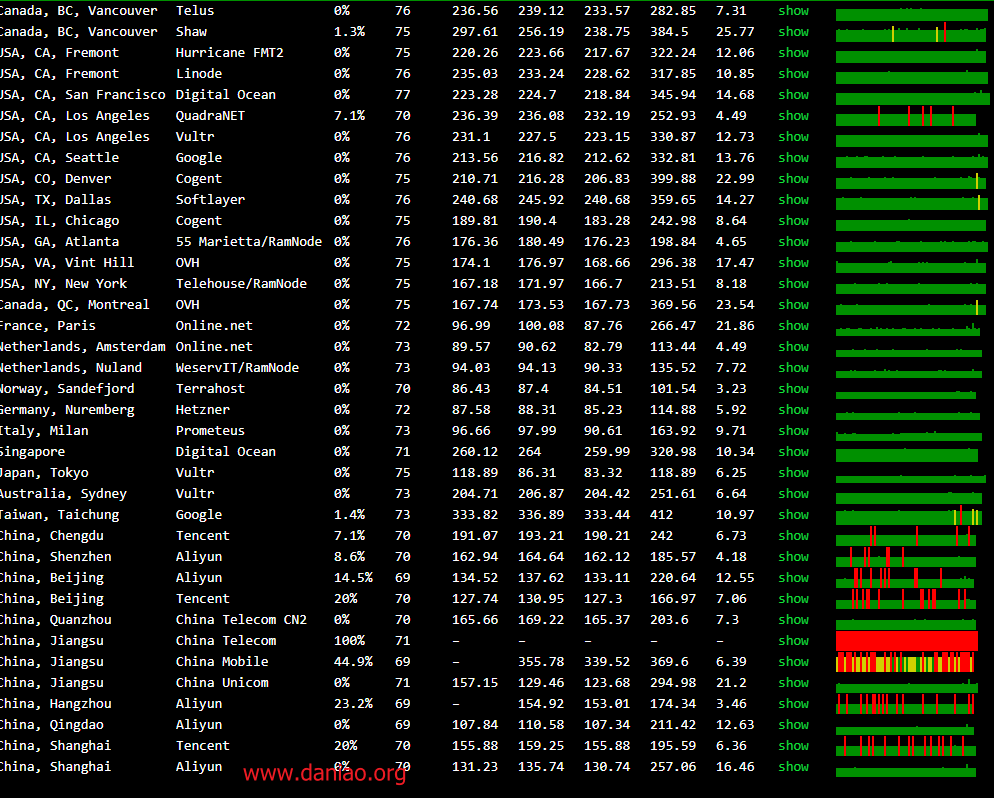 Canada, BC, Vancouver Telus 0% 76 236.56 239.12 233.57 282.85 7.31 show
Canada, BC, Vancouver Shaw 1.3% 75 297.61 256.19 238.75 384.5 25.77 show
USA, CA, Fremont Hurricane FMT2 0% 75 220.26 223.66 217.67 322.24 12.06 show
USA, CA, Fremont Linode 0% 76 235.03 233.24 228.62 317.85 10.85 show
USA, CA, San Francisco Digital Ocean 0% 77 223.28 224.7 218.84 345.94 14.68 show
USA, CA, Los Angeles QuadraNET 7.1% 70 236.39 236.08 232.19 252.93 4.49 show
USA, CA, Los Angeles Vultr 0% 76 231.1 227.5 223.15 330.87 12.73 show
USA, CA, Seattle Google 0% 76 213.56 216.82 212.62 332.81 13.76 show
USA, CO, Denver Cogent 0% 75 210.71 216.28 206.83 399.88 22.99 show
USA, TX, Dallas Softlayer 0% 76 240.68 245.92 240.68 359.65 14.27 show
USA, IL, Chicago Cogent 0% 75 189.81 190.4 183.28 242.98 8.64 show
USA, GA, Atlanta 55 Marietta/RamNode 0% 76 176.36 180.49 176.23 198.84 4.65 show
USA, VA, Vint Hill OVH 0% 75 174.1 176.97 168.66 296.38 17.47 show
USA, NY, New York Telehouse/RamNode 0% 75 167.18 171.97 166.7 213.51 8.18 show
Canada, QC, Montreal OVH 0% 75 167.74 173.53 167.73 369.56 23.54 show
France, Paris Online.net 0% 72 96.99 100.08 87.76 266.47 21.86 show
Netherlands, Amsterdam Online.net 0% 73 89.57 90.62 82.79 113.44 4.49 show
Netherlands, Nuland WeservIT/RamNode 0% 73 94.03 94.13 90.33 135.52 7.72 show
Norway, Sandefjord Terrahost 0% 70 86.43 87.4 84.51 101.54 3.23 show
Germany, Nuremberg Hetzner 0% 72 87.58 88.31 85.23 114.88 5.92 show
Italy, Milan Prometeus 0% 73 96.66 97.99 90.61 163.92 9.71 show
Singapore Digital Ocean 0% 71 260.12 264 259.99 320.98 10.34 show
Japan, Tokyo Vultr 0% 75 118.89 86.31 83.32 118.89 6.25 show
Australia, Sydney Vultr 0% 73 204.71 206.87 204.42 251.61 6.64 show
Taiwan, Taichung Google 1.4% 73 333.82 336.89 333.44 412 10.97 show
China, Chengdu Tencent 7.1% 70 191.07 193.21 190.21 242 6.73 show
China, Shenzhen Aliyun 8.6% 70 162.94 164.64 162.12 185.57 4.18 show
China, Beijing Aliyun 14.5% 69 134.52 137.62 133.11 220.64 12.55 show
China, Beijing Tencent 20% 70 127.74 130.95 127.3 166.97 7.06 show
China, Quanzhou China Telecom CN2 0% 70 165.66 169.22 165.37 203.6 7.3 show
China, Jiangsu China Telecom 100% 71 – – – – – show
China, Jiangsu China Mobile 44.9% 69 – 355.78 339.52 369.6 6.39 show
China, Jiangsu China Unicom 0% 71 157.15 129.46 123.68 294.98 21.2 show
China, Hangzhou Aliyun 23.2% 69 – 154.92 153.01 174.34 3.46 show
China, Qingdao Aliyun 0% 69 107.84 110.58 107.34 211.42 12.63 show
China, Shanghai Tencent 20% 70 155.88 159.25 155.88 195.59 6.36 show
China, Shanghai Aliyun 0% 70 131.23 135.74 130.74 257.06 16.46 show
www.daniao.org